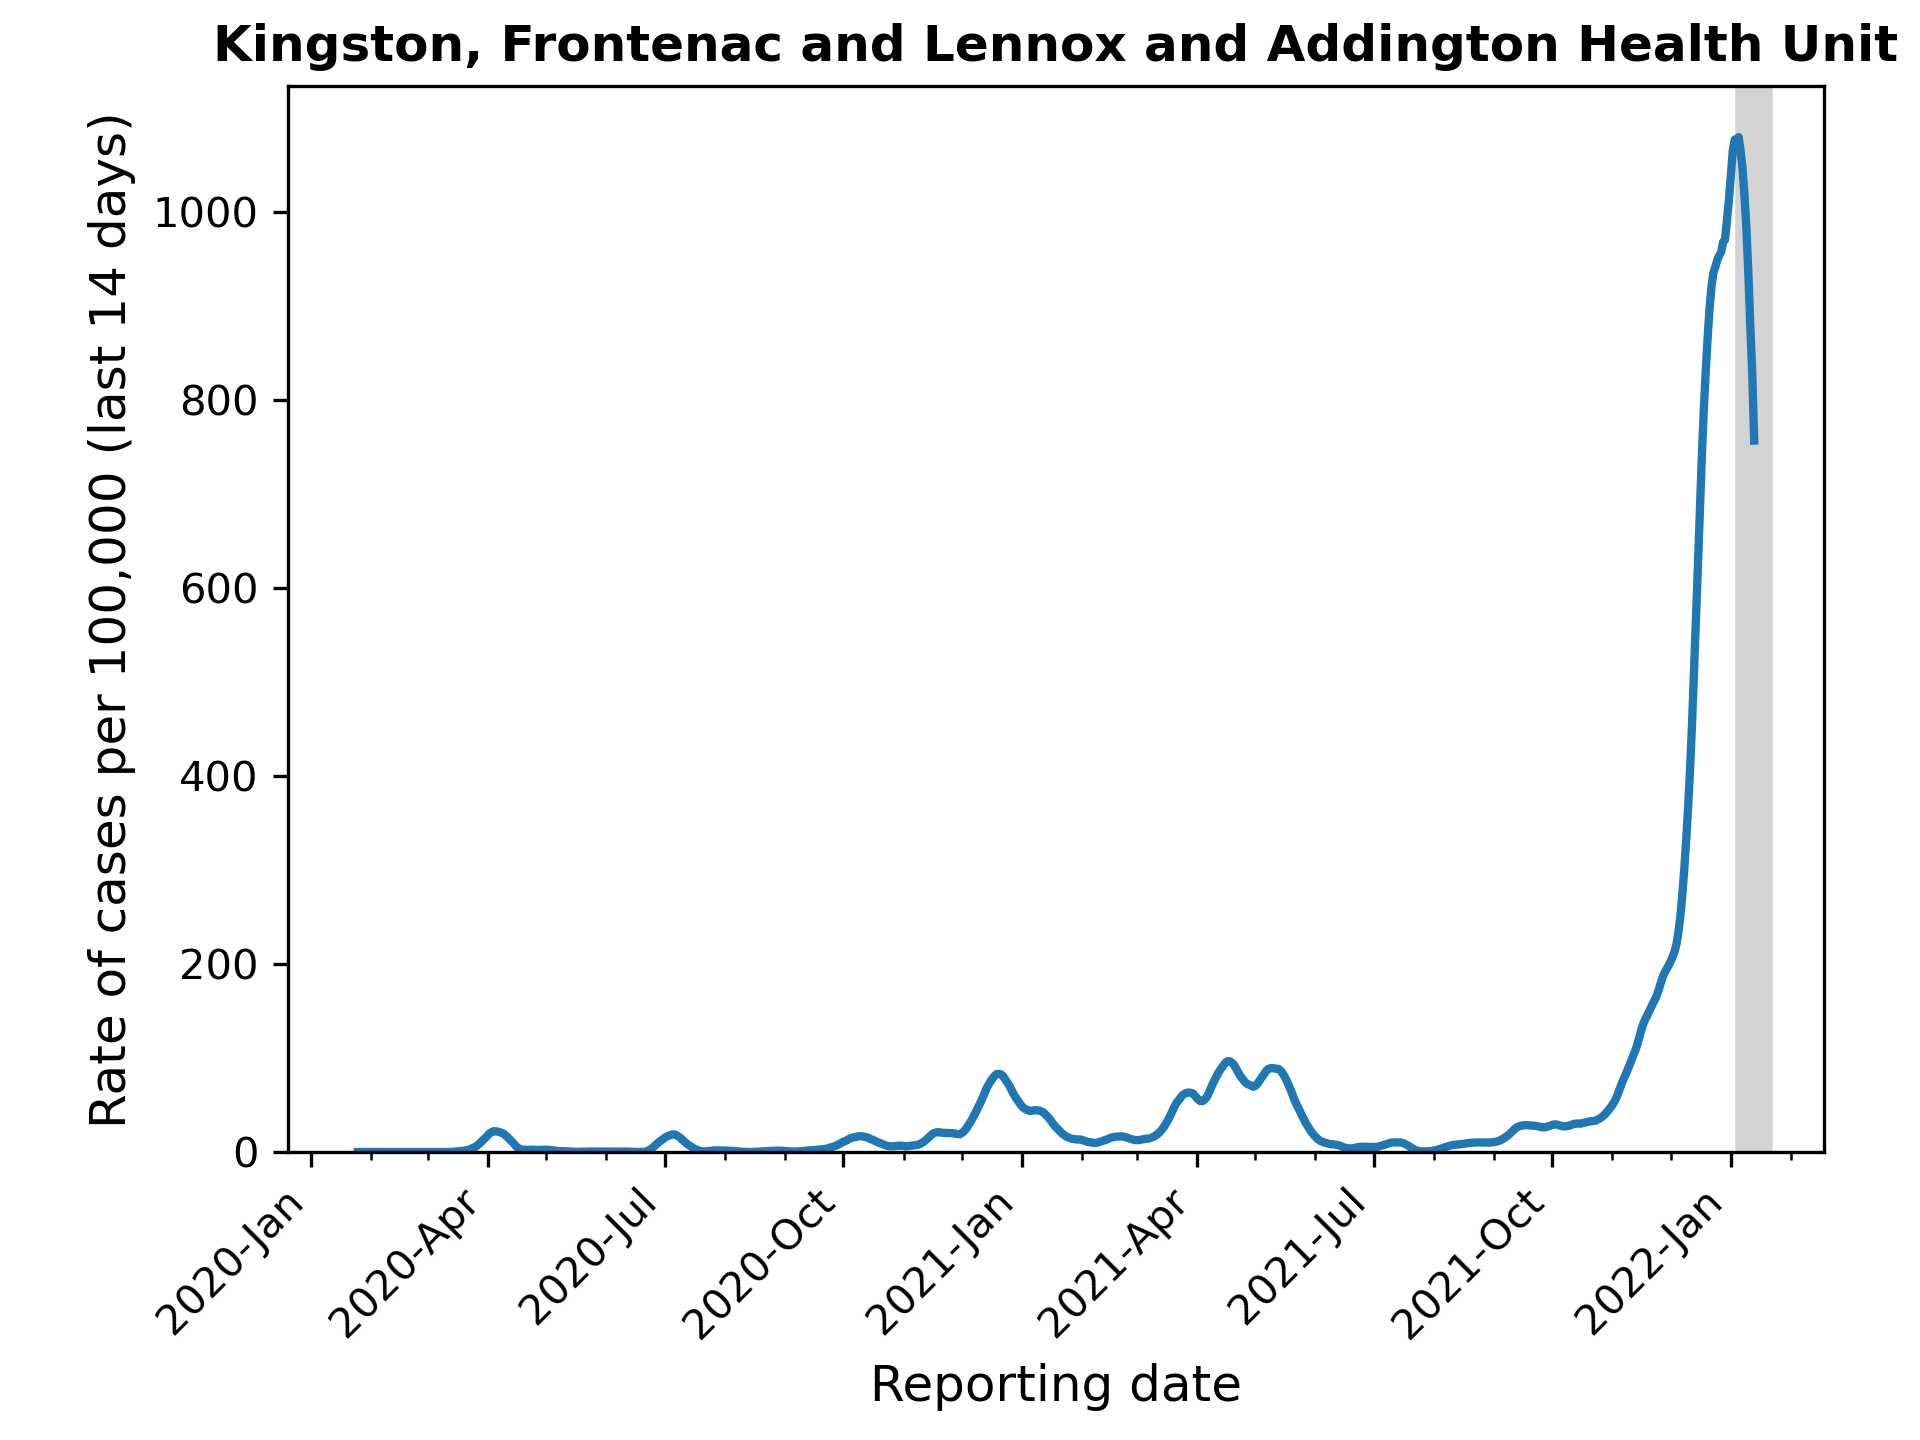 Kingston, Frontenac and Lennox and Addington Health Unit
Rate of cases per 100,000 (last 14 days)
1000
800
600
400
200
0
2020-Jan
2020-Apr
2020-Jul
2020-Oct
2021-Jan
2021-Apr
2021-Jul
2021-Oct
2022-Jan
Reporting date